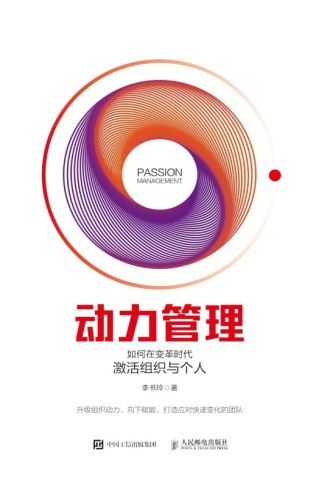 PASSION
MANAGEMENT
动力管理
如何在变革时代
激活组织与个人
李书玲◎著
升级组织动力，向下赋能，打造应对快速变化的团队
中国工信出版集团
人民邮电出版社
POSTS & TELECOM PRESS